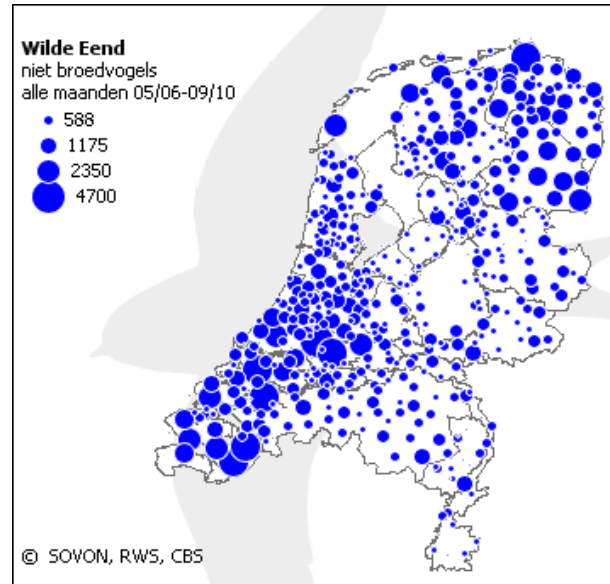 Wilde Eend
niet broedvogels
alle maanden 05/06-09/10
588
1175
2350
4700
© SOVON, RWS, CBS